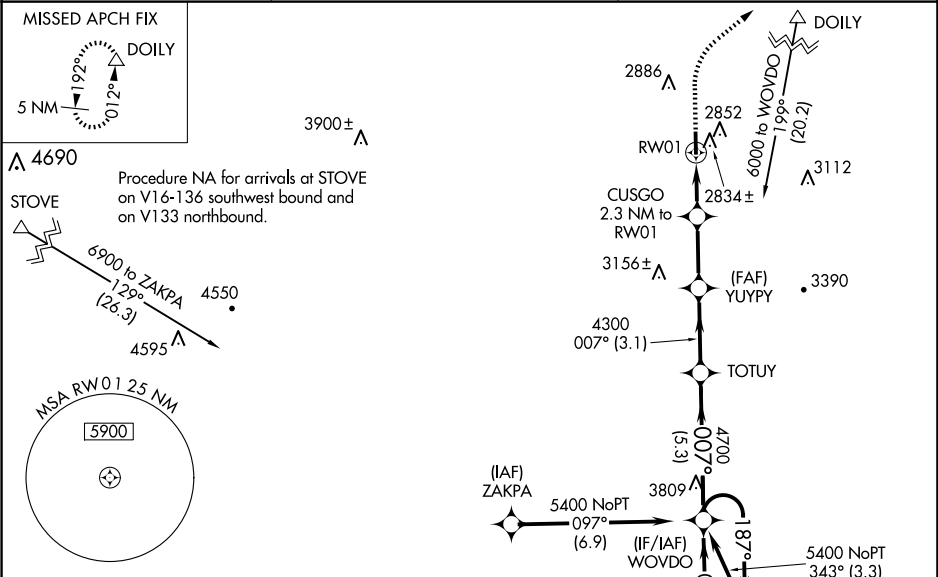 MISSED APCH FIX
DOILY
192°
012°
5 NM
4690
3900±
Procedure NA for arrivals at STOVE
on V16-136 southwest bound and
on V133 northbound.
STOVE
6900 to ZAKPA
129°
(26.3)
4550
4595
MSA RW01 25 NM
5900
DOILY
6000 to WOVDO
199°
(20.2)
2886
2852
RW01
2834±
3112
CUSGO
2.3 NM to
RW01
3156±
(FAF)
YUYPY
3390
4300
007° (3.1)
TOTUY
4700
007°
(5.3)
3809
(IAF)
ZAKPA
5400 NoPT
097°
(6.9)
(IF/IAF)
WOVDO
187°
5400 NoPT
343° (3.3)